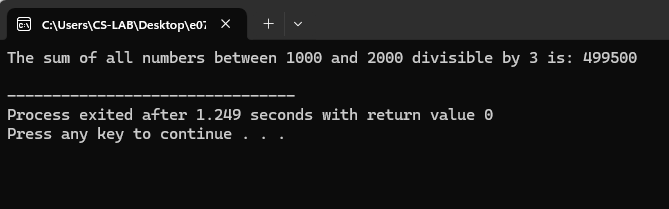 C:\Users\CS-LAB\Desktop\e07
The sum of all numbers between 1000 and 2000 divisible by 3 is: 499500
--------------------------------
Process exited after 1.249 seconds with return value 0
Press any key to continue . . .